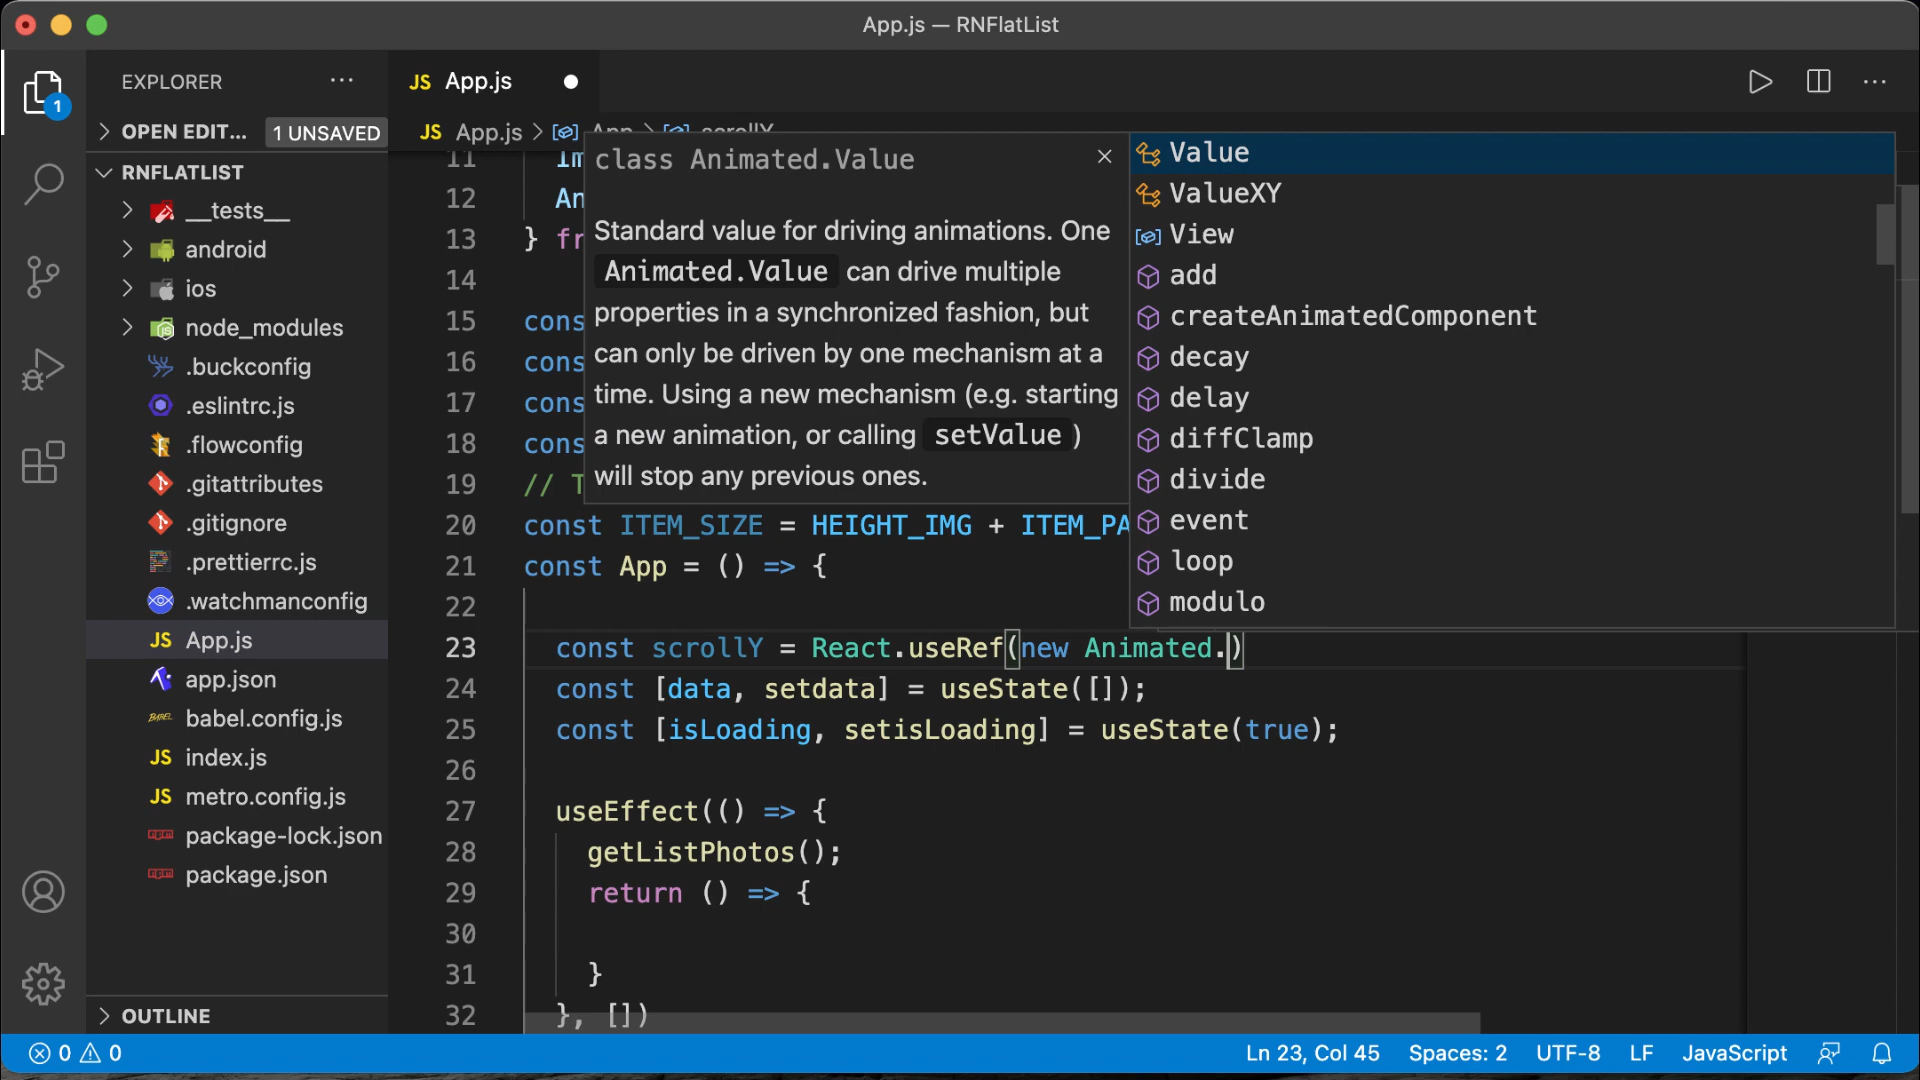 App.js — RNFlatList
EXPLORER
JS App.js
1
OPEN EDIT...
1 UNSAVED
JS App.js > App > scrollY
RNFLATLIST
__tests__
android
ios
node_modules
.buckconfig
.eslintrc.js
.flowconfig
.gitattributes
.gitignore
.prettierrc.js
.watchmanconfig
JS App.js
app.json
BABEL babel.config.js
JS index.js
JS metro.config.js
package-lock.json
package.json
OUTLINE
11 Im
12 An
13 } fr
14
15 cons
16 cons
17 cons
18 cons
19 // T
20 const ITEM_SIZE = HEIGHT_IMG + ITEM_PA
21 const App = () => {
22
23 const scrollY = React.useRef(new Animated.)
24 const [data, setdata] = useState([]);
25 const [isLoading, setisLoading] = useState(true);
26
27 useEffect(() => {
28 getListPhotos();
29 return () => {
30
31 }
32 }, [])
class Animated.Value
Standard value for driving animations. One
Animated.Value can drive multiple
properties in a synchronized fashion, but
can only be driven by one mechanism at a
time. Using a new mechanism (e.g. starting
a new animation, or calling setValue )
will stop any previous ones.
Value
ValueXY
View
add
createAnimatedComponent
decay
delay
diffClamp
divide
event
loop
modulo
0 0
Ln 23, Col 45
Spaces: 2
UTF-8
LF
JavaScript